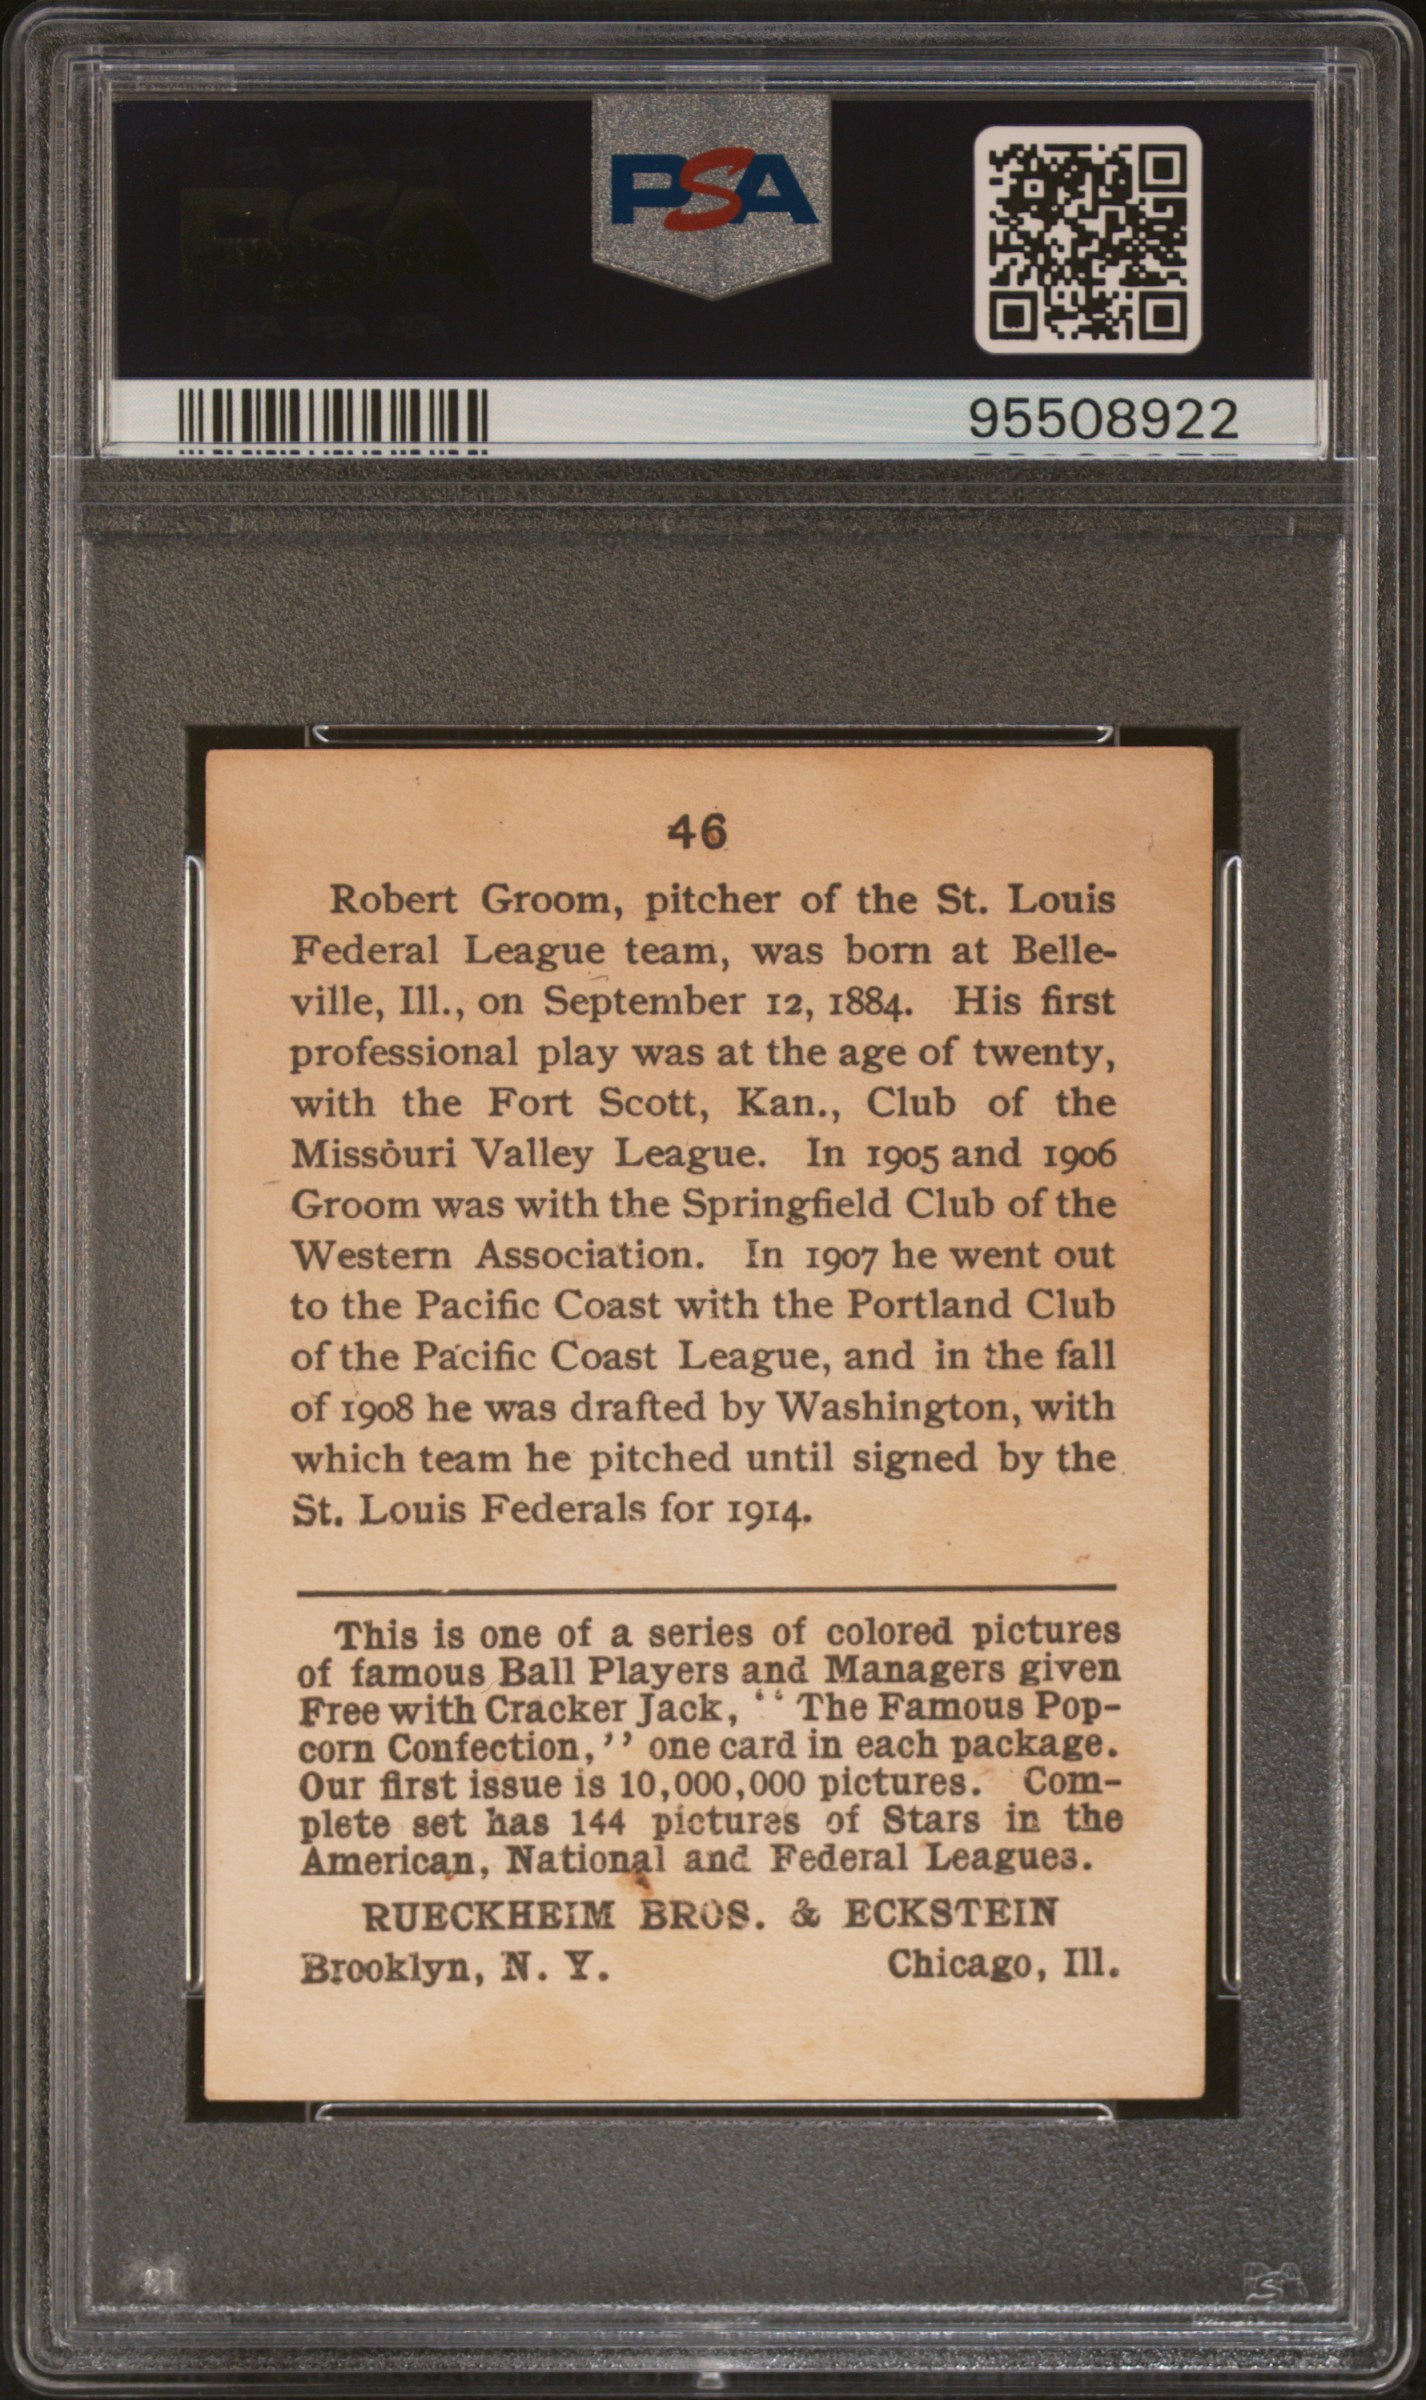 PSA
95508922
46
Robert Groom, pitcher of the St. Louis
Federal League team, was born at Belle-
ville, Ill., on September 12, 1884. His first
professional play was at the age of twenty,
with the Fort Scott, Kan., Club of the
Missouri Valley League. In 1905 and 1906
Groom was with the Springfield Club of the
Western Association. In 1907 he went out
to the Pacific Coast with the Portland Club
of the Pacific Coast League, and in the fall
of 1908 he was drafted by Washington, with
which team he pitched until signed by the
St. Louis Federals for 1914.
This is one of a series of colored pictures
of famous Ball Players and Managers given
Free with Cracker Jack, "The Famous Pop-
corn Confection," one card in each package.
Our first issue is 10,000,000 pictures. Com-
plete set has 144 pictures of Stars in the
American, National and Federal Leagues.
RUECKHEIM BROS. & ECKSTEIN
Brooklyn, N. Y. Chicago, Ill.
PSA